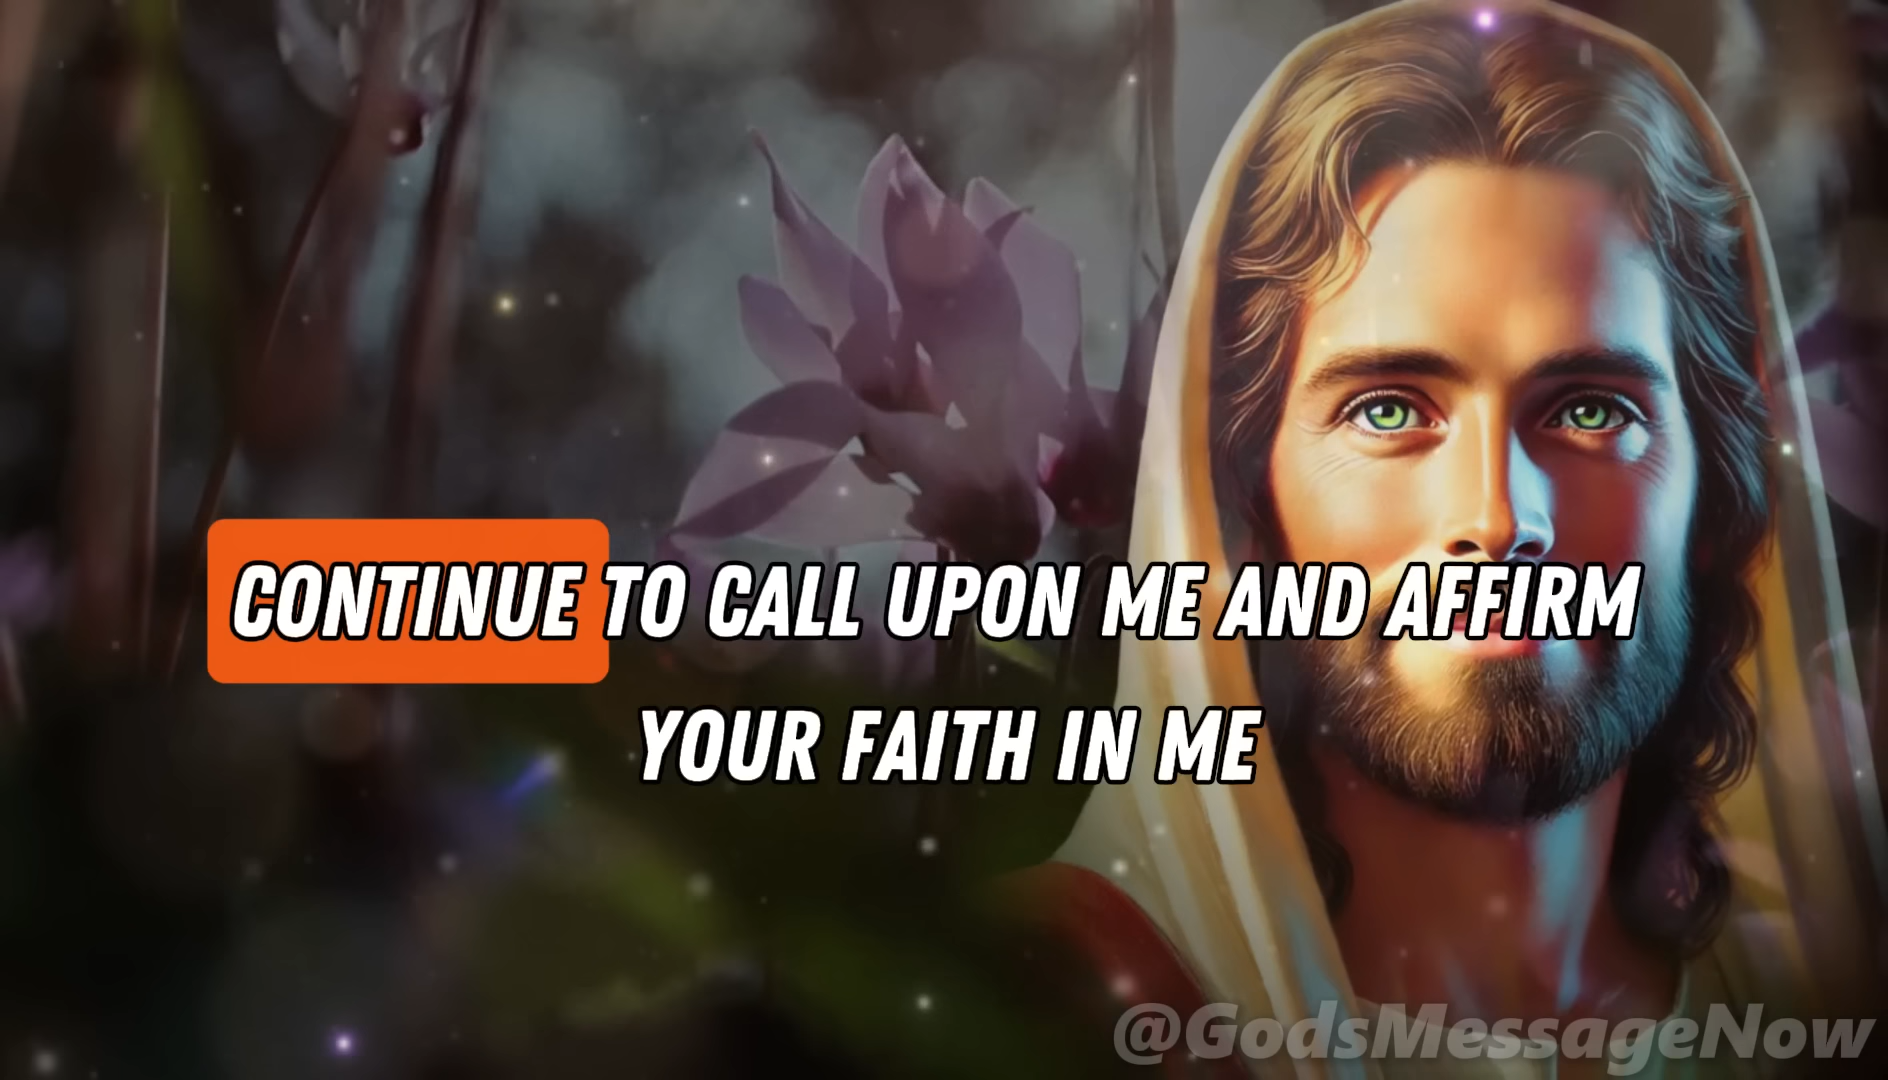 CONTINUE TO CALL UPON ME AND AFFIRM
YOUR FAITH IN ME
@GodsMessageNow